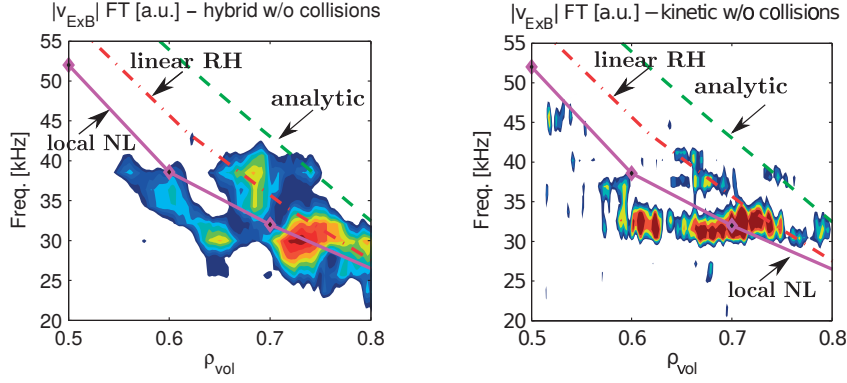 |v_ExB| FT [a.u.] – hybrid w/o collisions
linear RH
analytic
local NL
Freq. [kHz]
55
50
45
40
35
30
25
20
0.5 0.6 0.7 0.8
ρ_vol
|v_ExB| FT [a.u.] –kinetic w/o collisions
linear RH
analytic
local NL
Freq. [kHz]
55
50
45
40
35
30
25
20
0.5 0.6 0.7 0.8
ρ_vol